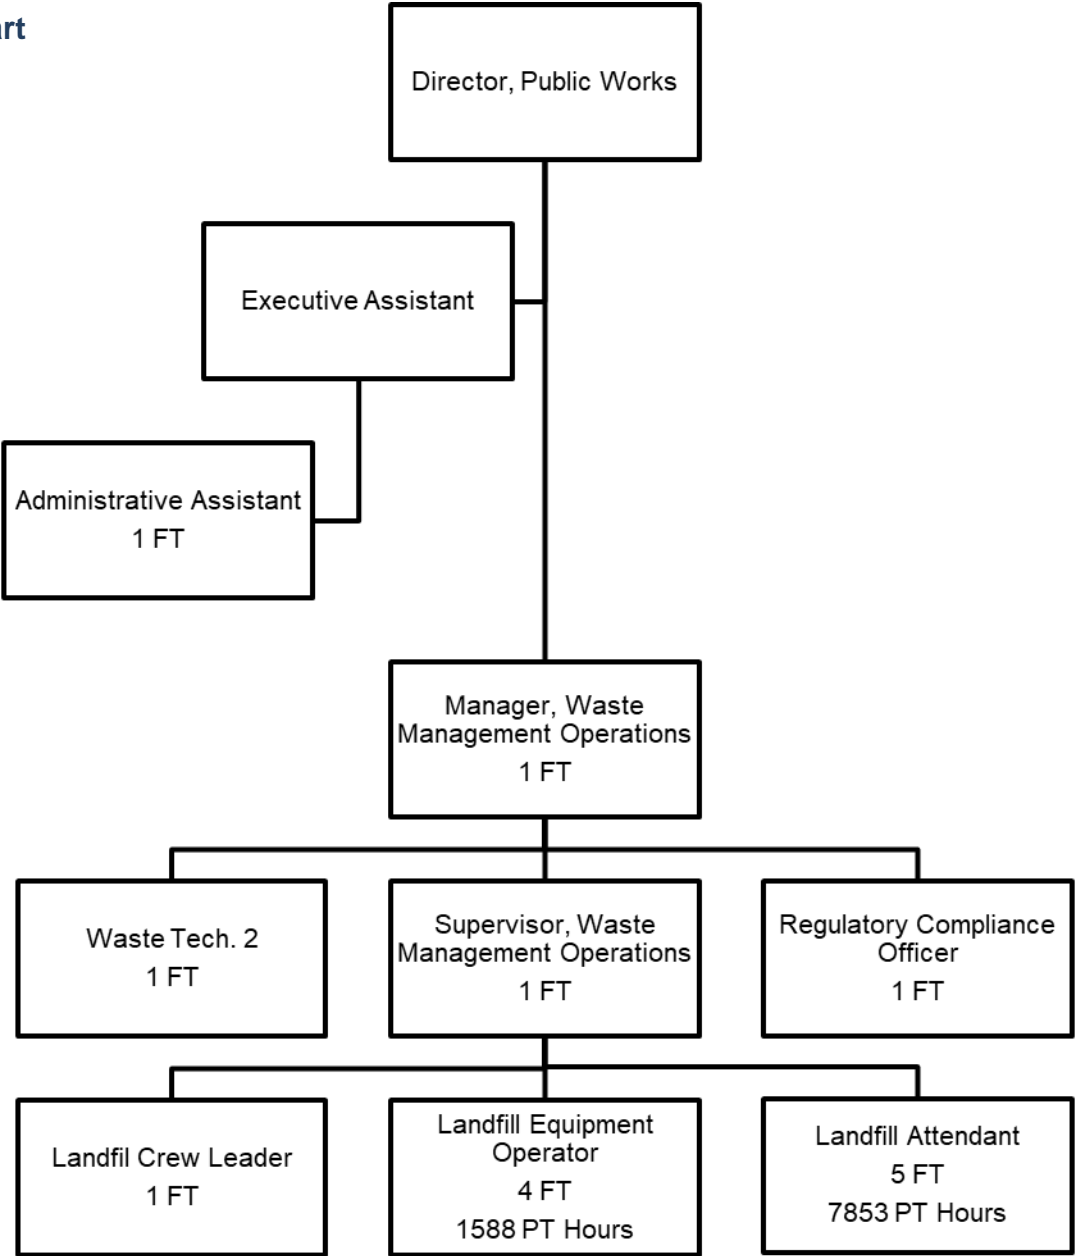 Director, Public Works
Executive Assistant
Administrative Assistant
1 FT
Manager, Waste
Management Operations
1 FT
Waste Tech. 2
1 FT
Supervisor, Waste
Management Operations
1 FT
Regulatory Compliance
Officer
1 FT
Landfil Crew Leader
1 FT
Landfill Equipment
Operator
4 FT
1588 PT Hours
Landfill Attendant
5 FT
7853 PT Hours